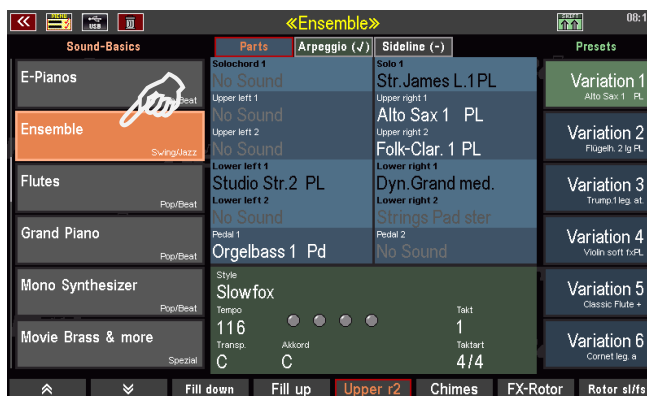 MENU
USB
«Ensemble»
SHIFT
08:1
Sound-Basics
Parts
Arpeggio (√)
Sideline (-)
Presets
E-Pianos
Beat
Ensemble
Swing/Jazz
Flutes
Pop/Beat
Grand Piano
Pop/Beat
Mono Synthesizer
Pop/Beat
Movie Brass & more
Spezial
Solochord 1
No Sound
Solo 1
Str.James L.1 PL
Upper left 1
No Sound
Upper right 1
Alto Sax 1 PL
Upper left 2
No Sound
Upper right 2
Folk-Clar. 1 PL
Lower left 1
Studio Str.2 PL
Lower right 1
Dyn.Grand med.
Lower left 2
No Sound
Lower right 2
Strings Pad ster
Pedal 1
Orgelbass 1 Pd
Pedal 2
No Sound
Style
Slowfox
Tempo
116
Takt
1
Transp.
C
Akkord
C
Taktart
4/4
Variation 1
Alto Sax 1 PL
Variation 2
Flügelh. 2 lg PL
Variation 3
Trump.1 leg. at.
Variation 4
Violin soft fxPL
Variation 5
Classic Flute +
Variation 6
Cornet leg. a
Fill down
Fill up
Upper r2
Chimes
FX-Rotor
Rotor sl/fs